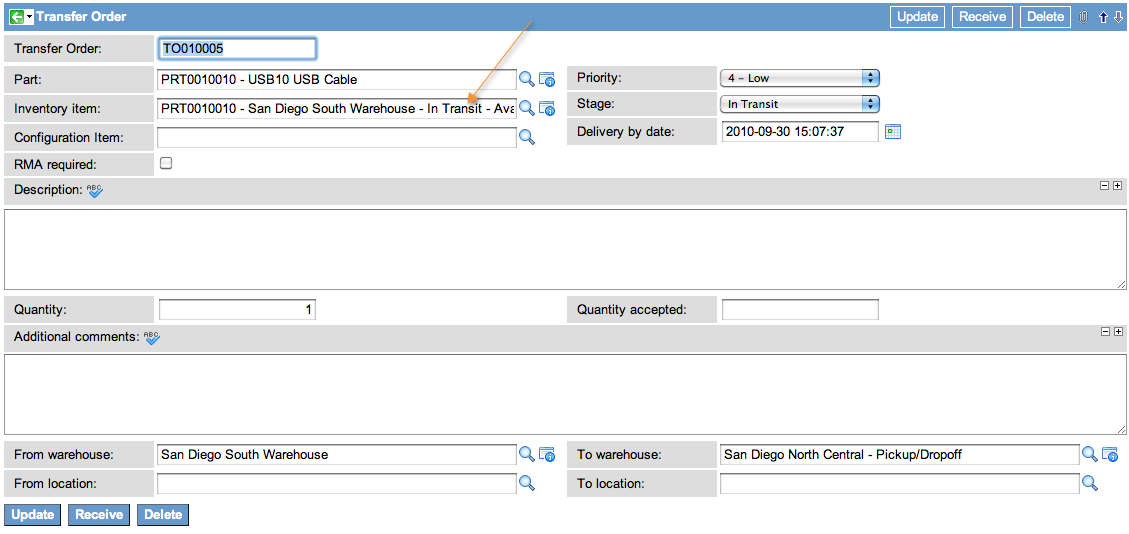 Transfer Order Update Receive Delete
Transfer Order: TO010005
Part: PRT0010010 - USB10 USB Cable Priority: 4 - Low
Inventory item: PRT0010010 - San Diego South Warehouse - In Transit - Ava Stage: In Transit
Configuration Item: Delivery by date: 2010-09-30 15:07:37
RMA required:
Description: ABC
Quantity: 1 Quantity accepted:
Additional comments: ABC
From warehouse: San Diego South Warehouse To warehouse: San Diego North Central - Pickup/Dropoff
From location: To location:
Update Receive Delete